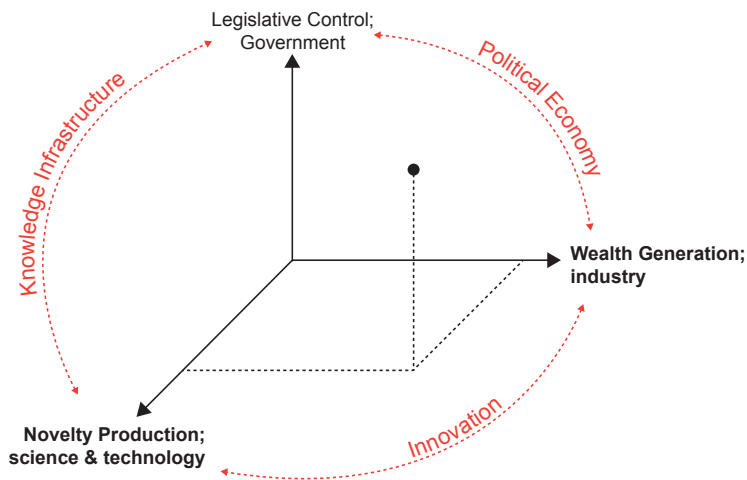 Legislative Control;
Government
Political Economy
Knowledge Infrastructure
Wealth Generation;
industry
Innovation
Novelty Production;
science & technology